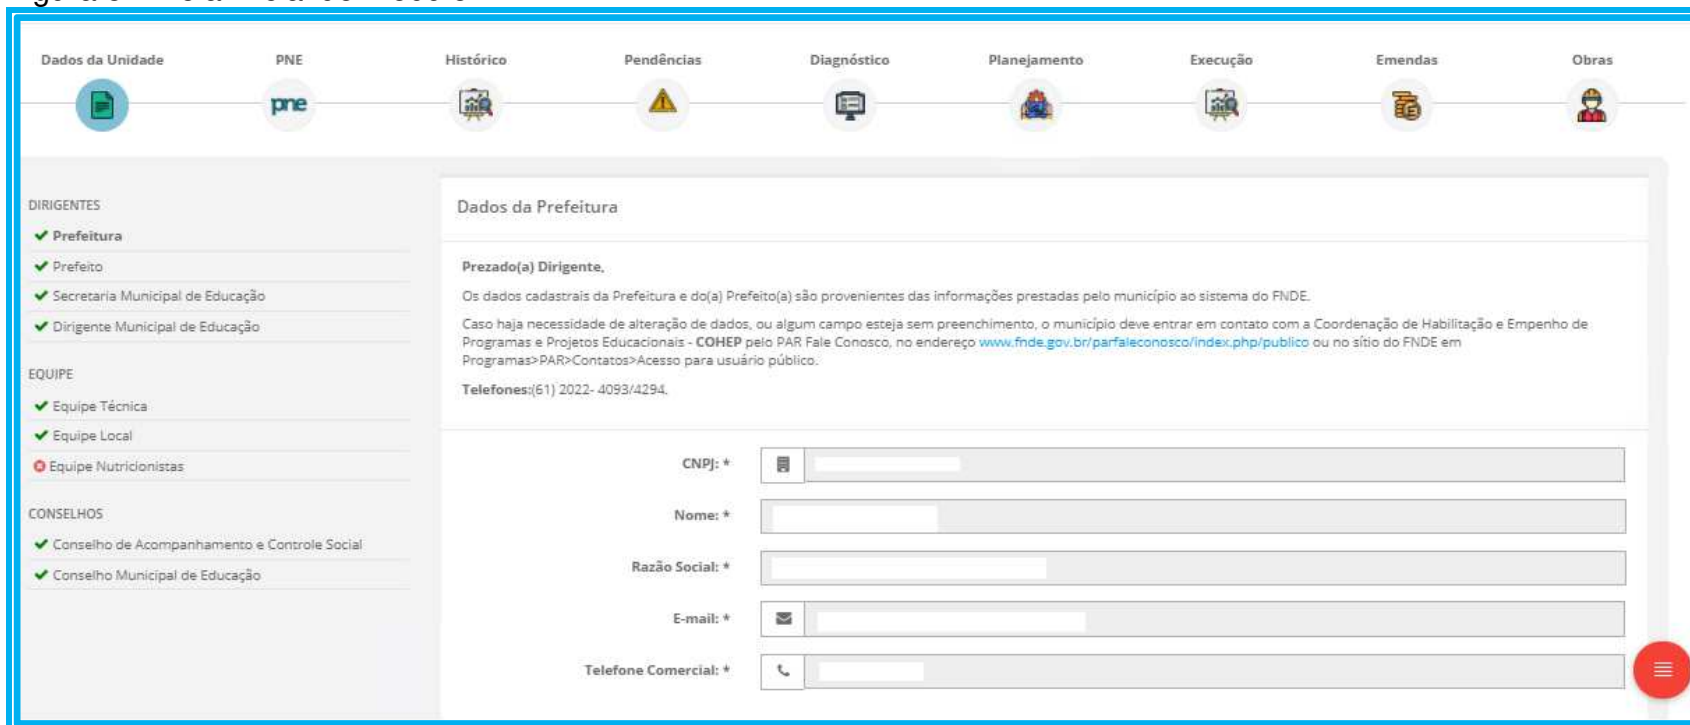 Dados da Unidade PNE Histórico Pendências Diagnóstico Planejamento Execução Emendas Obras
pne
DIRIGENTES
Prefeitura
Prefeito
Secretaria Municipal de Educação
Dirigente Municipal de Educação
EQUIPE
Equipe Técnica
Equipe Local
Equipe Nutricionistas
CONSELHOS
Conselho de Acompanhamento e Controle Social
Conselho Municipal de Educação
Dados da Prefeitura
Prezado(a) Dirigente,
Os dados cadastrais da Prefeitura e do(a) Prefeito(a) são provenientes das informações prestadas pelo município ao sistema do FNDE.
Caso haja necessidade de alteração de dados, ou algum campo esteja sem preenchimento, o município deve entrar em contato com a Coordenação de Habilitação e Empenho de
Programas e Projetos Educacionais - COHEP pelo PAR Fale Conosco, no endereço www.fnde.gov.br/parfaleconosco/index.php/publico ou no sítio do FNDE em
Programas>PAR>Contatos>Acesso para usuário público.
Telefones:(61) 2022- 4093/4294.
CNPJ: *
Nome: *
Razão Social: *
E-mail: *
Telefone Comercial: *